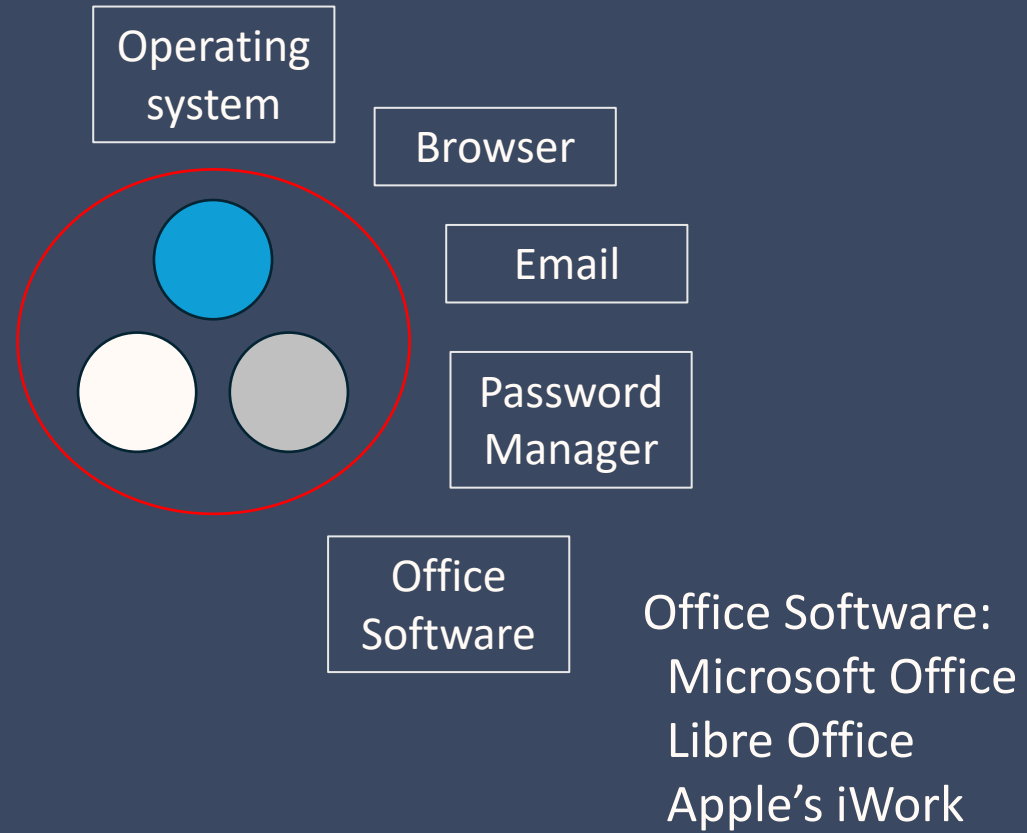 Operating
system
Browser
Email
Password
Manager
Office
Software
Office Software:
Microsoft Office
Libre Office
Apple’s iWork